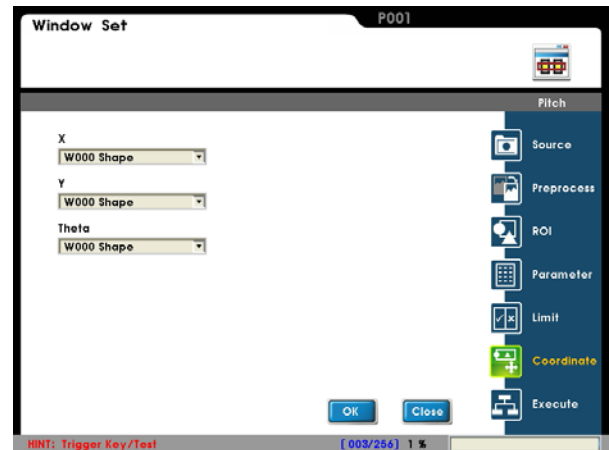 Window Set
P001
Pitch
X
W000 Shape
Y
W000 Shape
Theta
W000 Shape
Source
Preprocess
ROI
Parameter
Limit
Coordinate
Execute
OK
Close
HINT: Trigger Key/Test
[003/256] 1 %